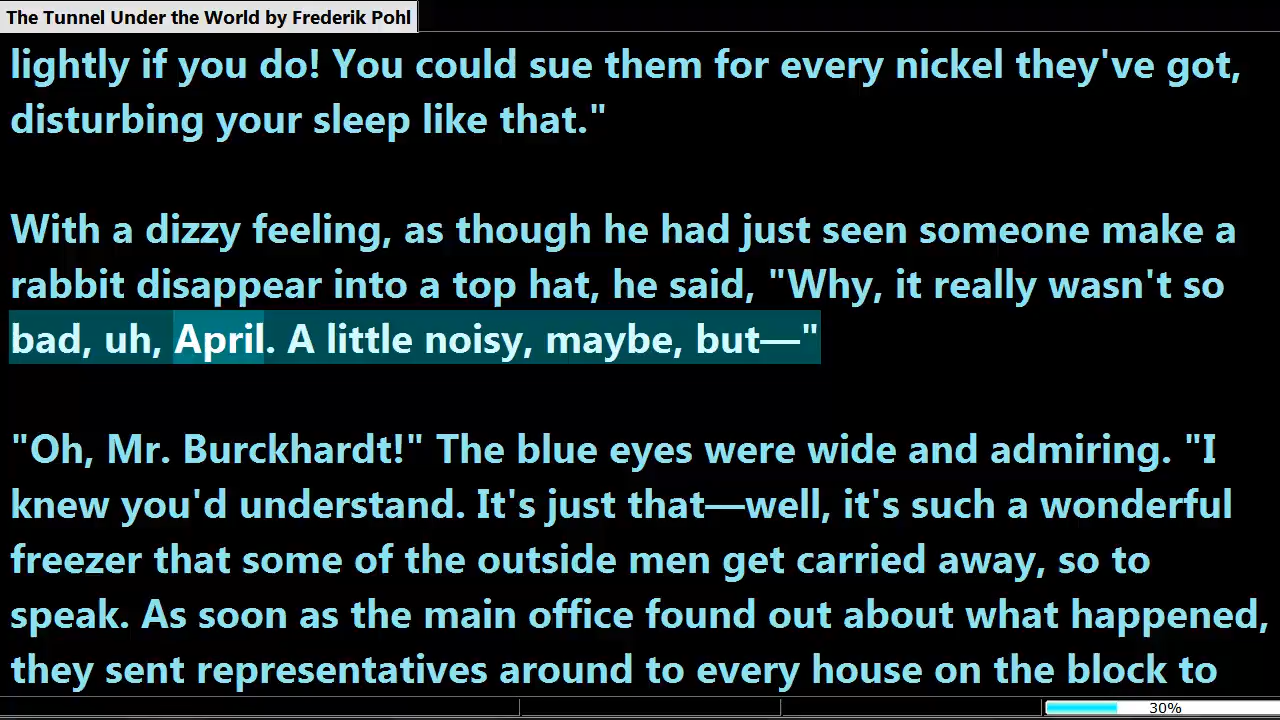 The Tunnel Under the World by Frederik Pohl
lightly if you do! You could sue them for every nickel they've got,
disturbing your sleep like that."
With a dizzy feeling, as though he had just seen someone make a
rabbit disappear into a top hat, he said, "Why, it really wasn't so
bad, uh, April. A little noisy, maybe, but—"
"Oh, Mr. Burckhardt!" The blue eyes were wide and admiring. "I
knew you'd understand. It's just that—well, it's such a wonderful
freezer that some of the outside men get carried away, so to
speak. As soon as the main office found out about what happened,
they sent representatives around to every house on the block to
30%